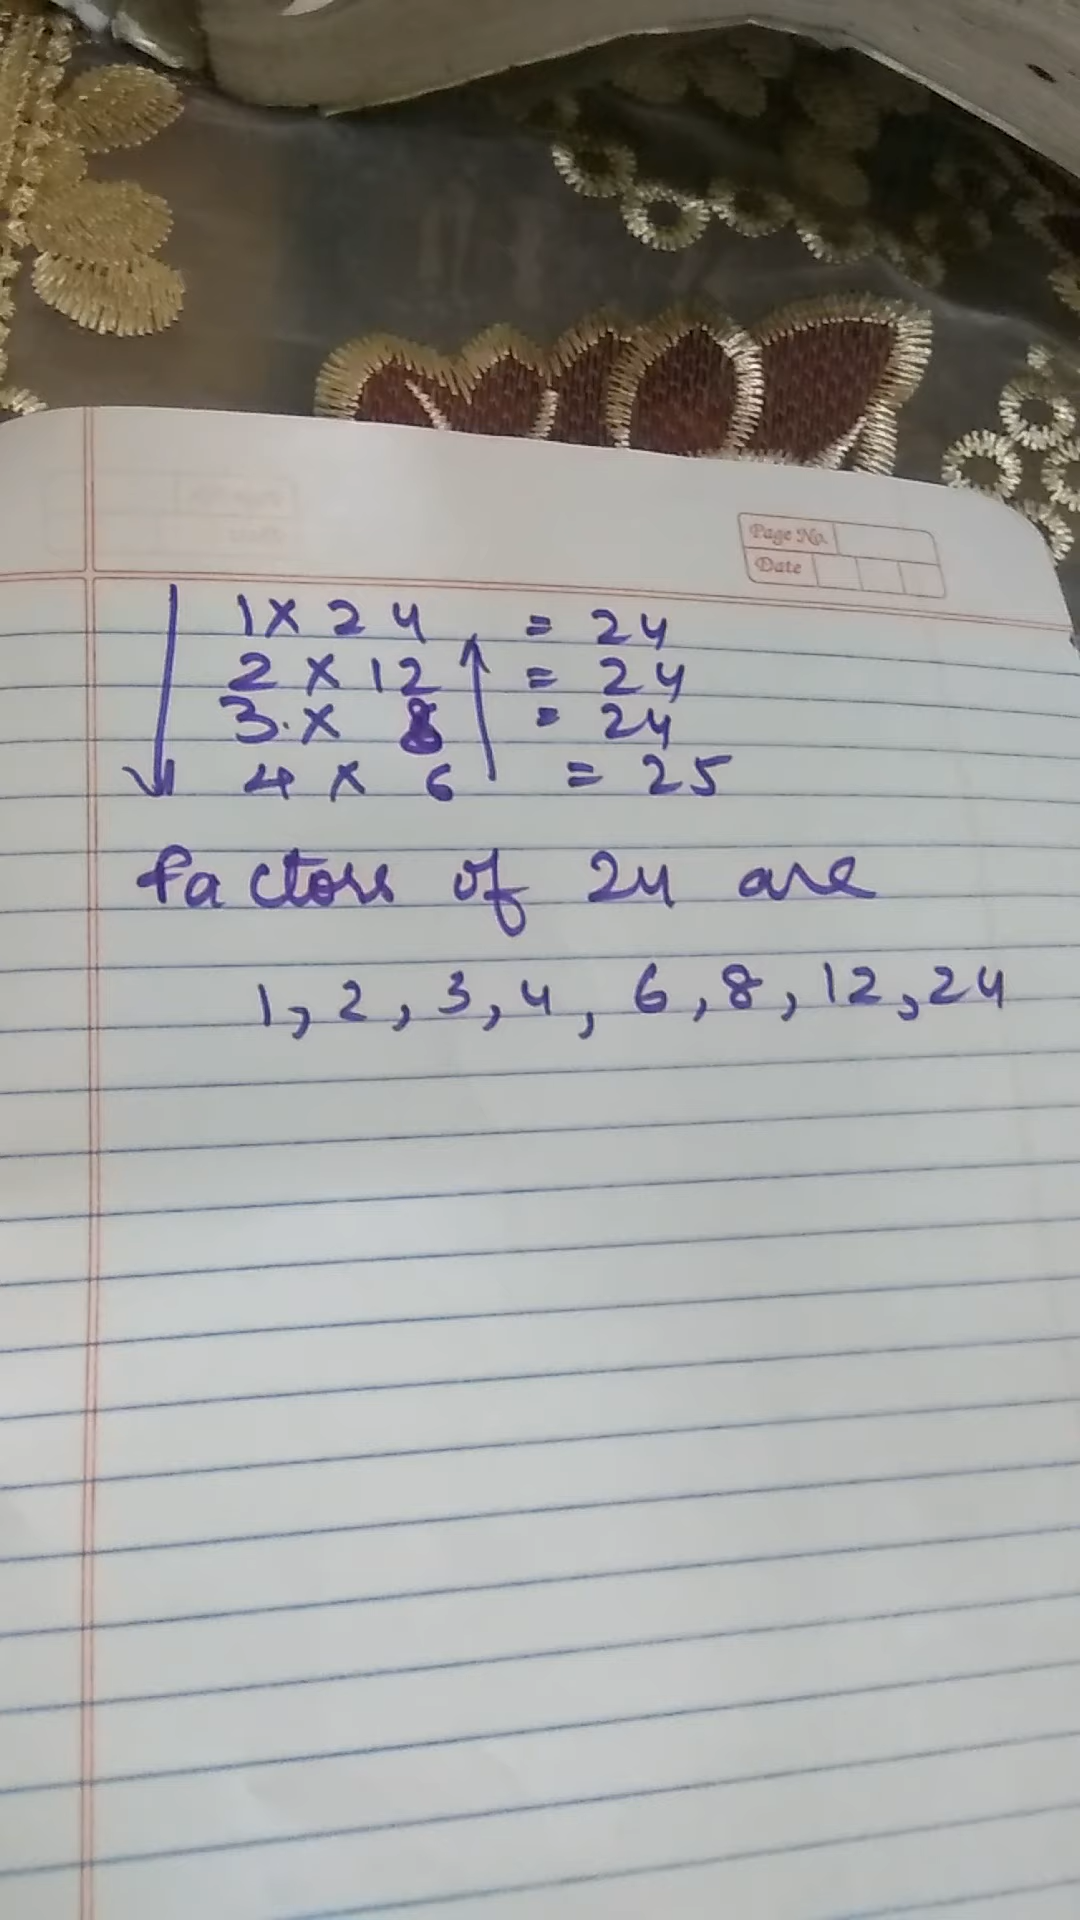 Page No.
Date
1 x 24 = 24
2 x 12 = 24
3. x 8 = 24
4 x 6 = 25
factors of 24 are
1, 2, 3, 4, 6, 8, 12, 24